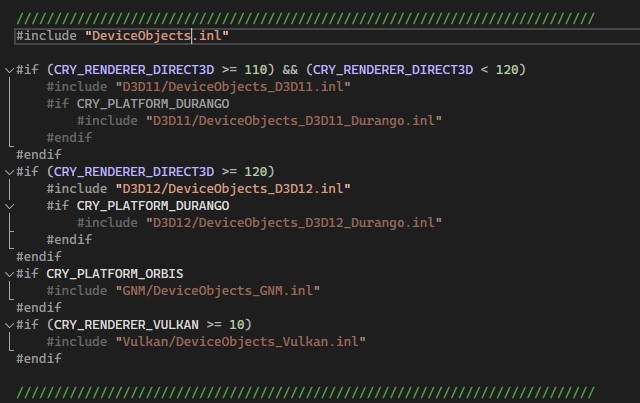 ////////////////////////////////////////////////////////////////////////////
#include "DeviceObjects.inl"
#if (CRY_RENDERER_DIRECT3D >= 110) && (CRY_RENDERER_DIRECT3D < 120)
    #include "D3D11/DeviceObjects_D3D11.inl"
    #if CRY_PLATFORM_DURANGO
        #include "D3D11/DeviceObjects_D3D11_Durango.inl"
    #endif
#endif
#if (CRY_RENDERER_DIRECT3D >= 120)
    #include "D3D12/DeviceObjects_D3D12.inl"
    #if CRY_PLATFORM_DURANGO
        #include "D3D12/DeviceObjects_D3D12_Durango.inl"
    #endif
#endif
#if CRY_PLATFORM_ORBIS
    #include "GNM/DeviceObjects_GNM.inl"
#endif
#if (CRY_RENDERER_VULKAN >= 10)
    #include "Vulkan/DeviceObjects_Vulkan.inl"
#endif
////////////////////////////////////////////////////////////////////////////